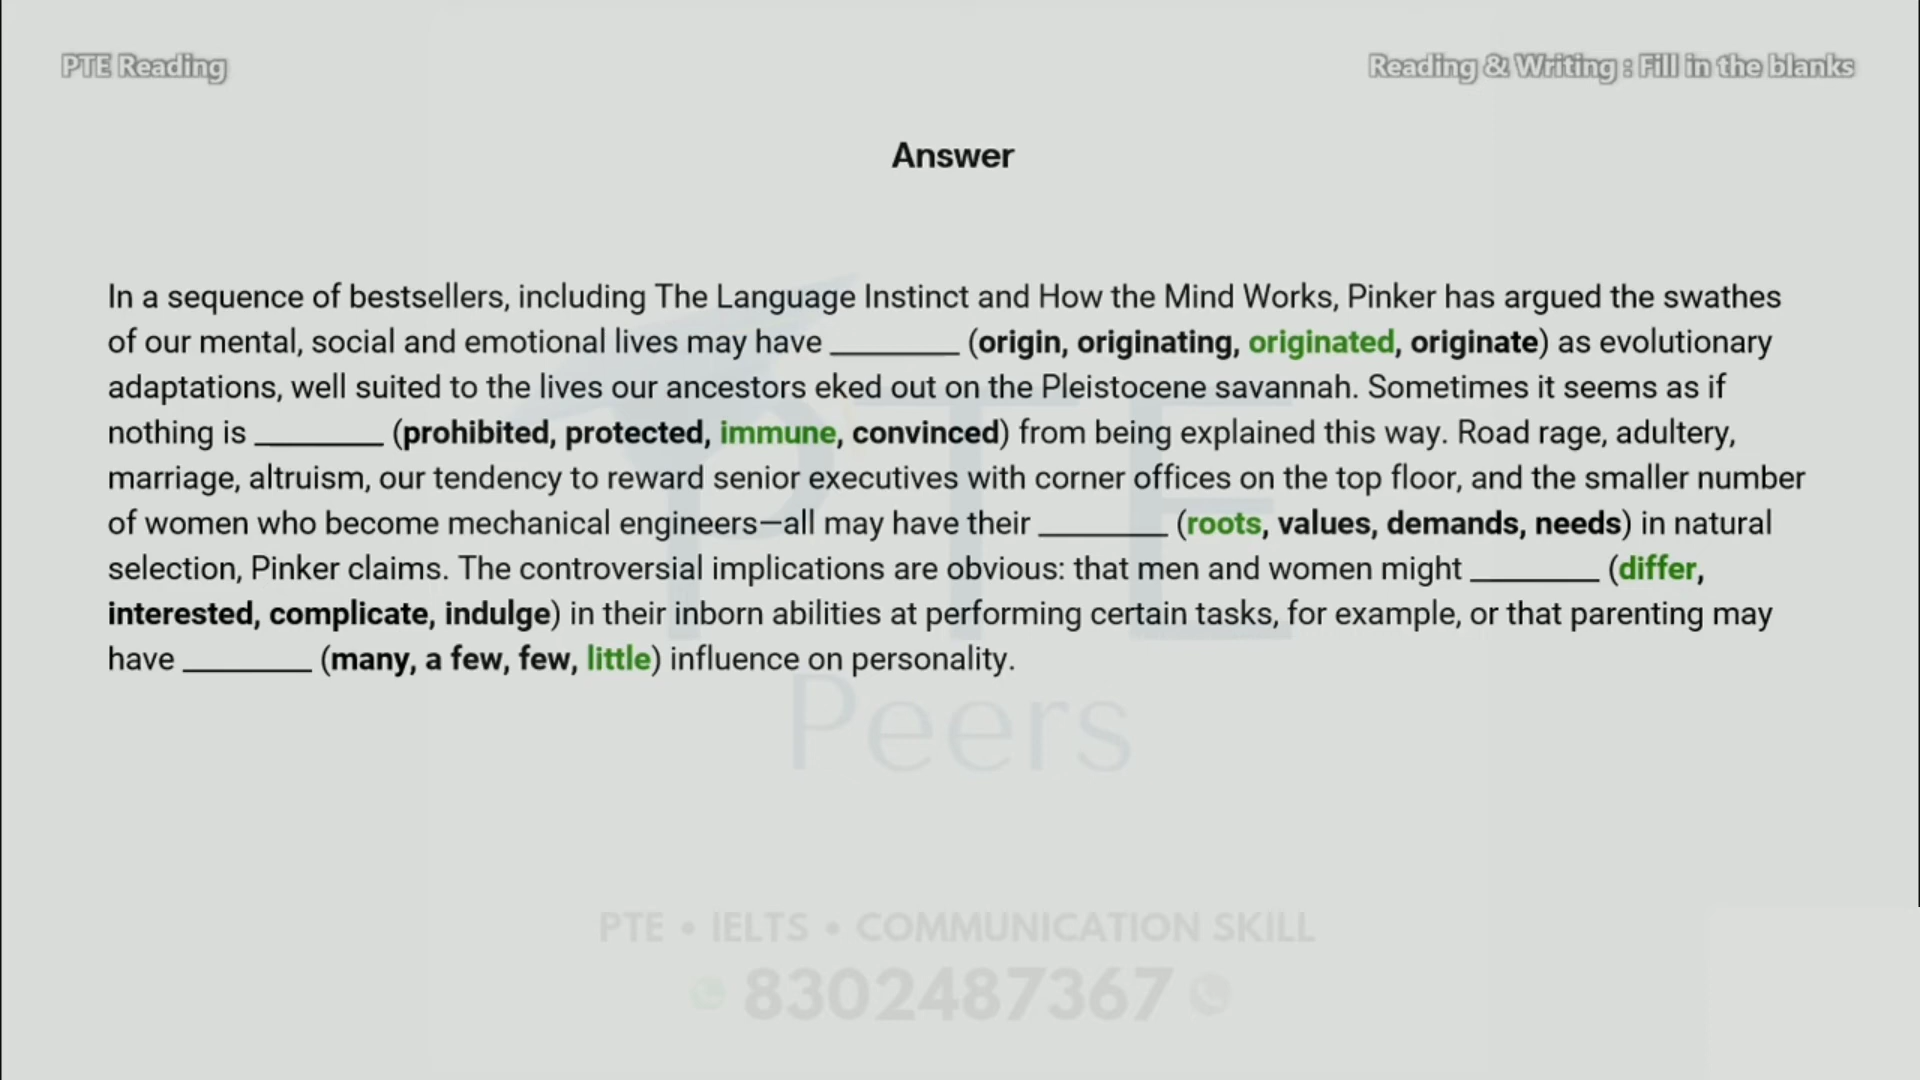 PTE Reading
Reading & Writing : Fill in the blanks
Answer
In a sequence of bestsellers, including The Language Instinct and How the Mind Works, Pinker has argued the swathes
of our mental, social and emotional lives may have ________ (origin, originating, originated, originate) as evolutionary
adaptations, well suited to the lives our ancestors eked out on the Pleistocene savannah. Sometimes it seems as if
nothing is ________ (prohibited, protected, immune, convinced) from being explained this way. Road rage, adultery,
marriage, altruism, our tendency to reward senior executives with corner offices on the top floor, and the smaller number
of women who become mechanical engineers—all may have their ________ (roots, values, demands, needs) in natural
selection, Pinker claims. The controversial implications are obvious: that men and women might ________ (differ,
interested, complicate, indulge) in their inborn abilities at performing certain tasks, for example, or that parenting may
have ________ (many, a few, few, little) influence on personality.
PTE
Peers
PTE • IELTS • COMMUNICATION SKILL
8302487367